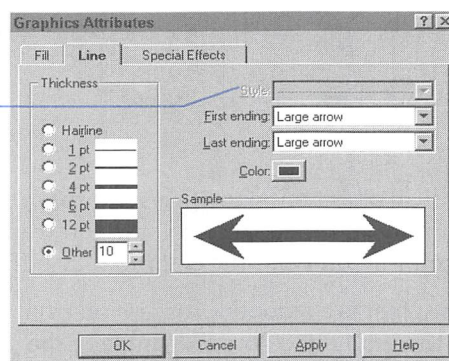 Graphics Attributes
Fill
Line
Special Effects
Thickness
Hairline
1 pt
2 pt
4 pt
6 pt
12 pt
Other 10
Style:
First ending: Large arrow
Last ending: Large arrow
Color:
Sample
OK
Cancel
Apply
Help